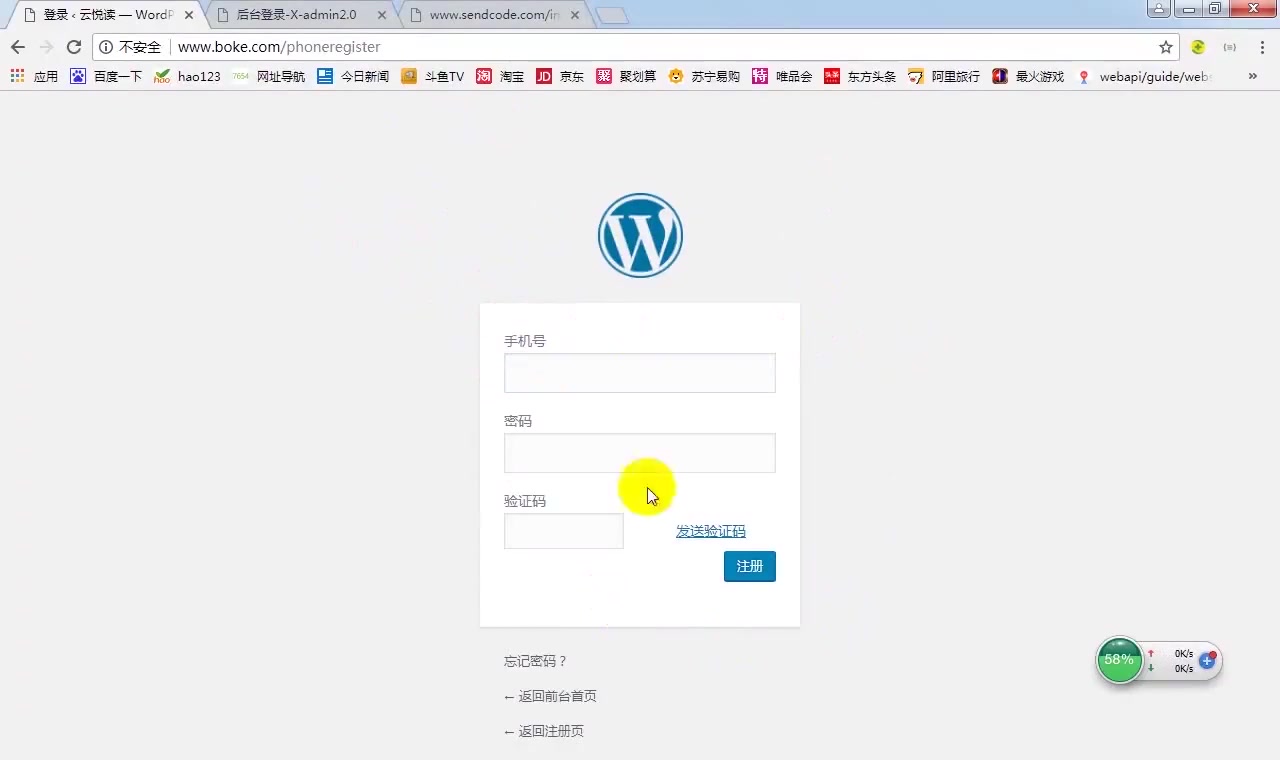 登录 ‹ 云悦读 — WordP
后台登录-X-admin2.0
www.sendcode.com/in
不安全 www.boke.com/phoneregister
应用 百度一下 hao123 网址导航 今日新闻 斗鱼TV 淘宝 京东 聚划算 苏宁易购 唯品会 东方头条 阿里旅行 最火游戏 webapi/guide/webs »
手机号
密码
验证码
发送验证码
注册
忘记密码？
← 返回前台首页
← 返回注册页
58%
0K/s
0K/s